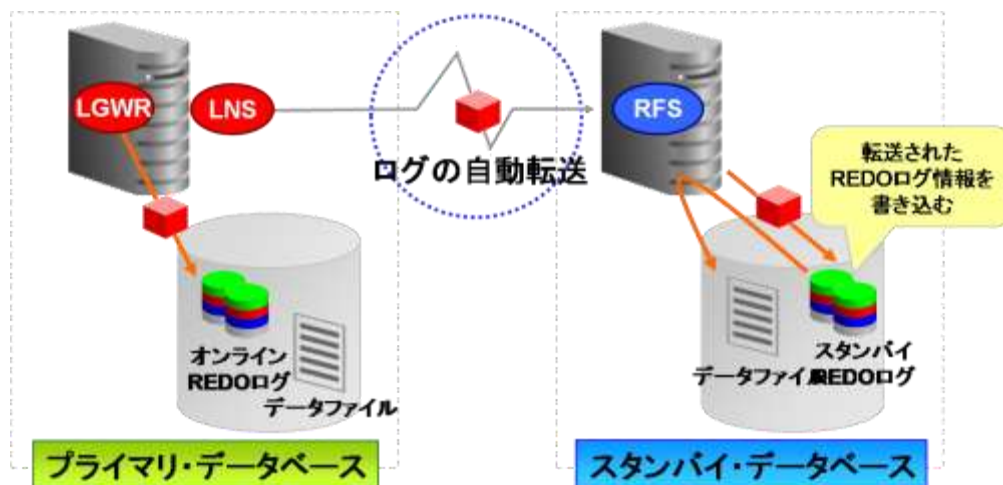 LGWR
LNS
RFS
ログの自動転送
転送された
REDOログ情報を
書き込む
オンライン
REDOログ
データファイル
スタンバイ
データファイル
REDOログ
プライマリ・データベース
スタンバイ・データベース